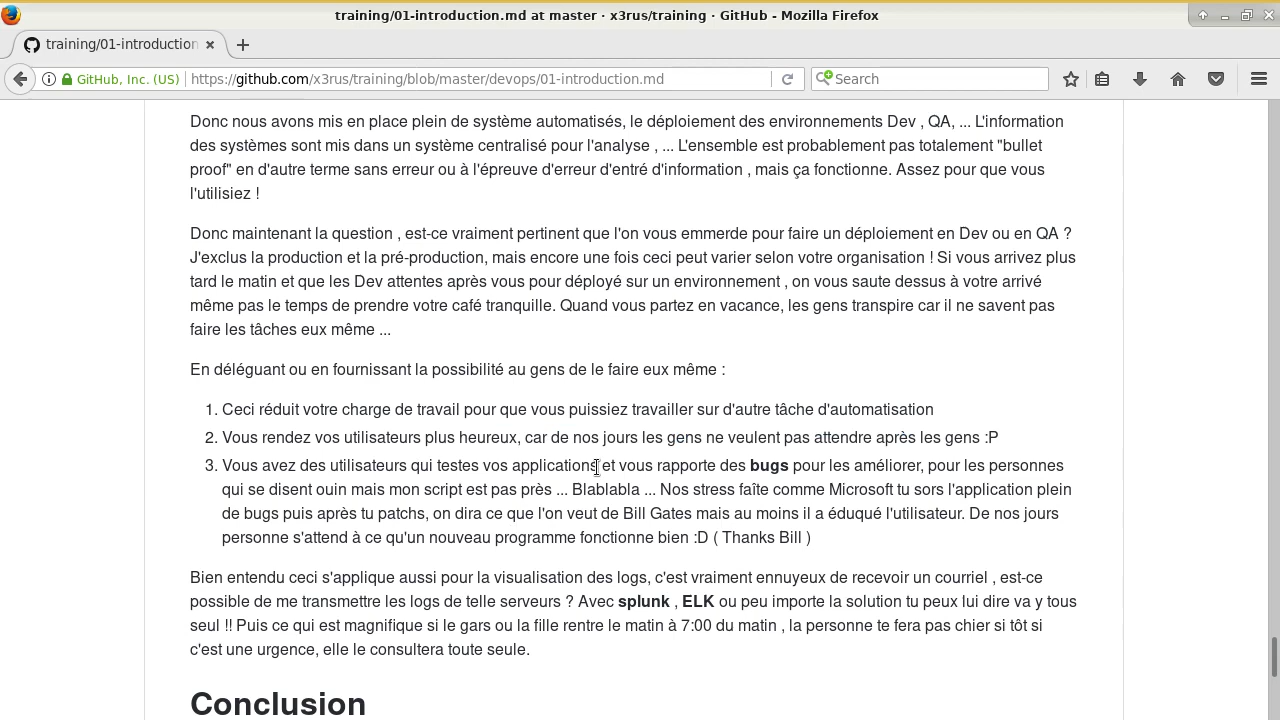 training/01-introduction.md at master · x3rus/training · GitHub - Mozilla Firefox
training/01-introduction
GitHub, Inc. (US)
https://github.com/x3rus/training/blob/master/devops/01-introduction.md
Search
Donc nous avons mis en place plein de système automatisés, le déploiement des environnements Dev , QA, ... L'information
des systèmes sont mis dans un système centralisé pour l'analyse , ... L'ensemble est probablement pas totalement "bullet
proof" en d'autre terme sans erreur ou à l'épreuve d'erreur d'entré d'information , mais ça fonctionne. Assez pour que vous
l'utilisiez !
Donc maintenant la question , est-ce vraiment pertinent que l'on vous emmerde pour faire un déploiement en Dev ou en QA ?
J'exclus la production et la pré-production, mais encore une fois ceci peut varier selon votre organisation ! Si vous arrivez plus
tard le matin et que les Dev attentes après vous pour déployé sur un environnement , on vous saute dessus à votre arrivé
même pas le temps de prendre votre café tranquille. Quand vous partez en vacance, les gens transpire car il ne savent pas
faire les tâches eux même ...
En déléguant ou en fournissant la possibilité au gens de le faire eux même :
1. Ceci réduit votre charge de travail pour que vous puissiez travailler sur d'autre tâche d'automatisation
2. Vous rendez vos utilisateurs plus heureux, car de nos jours les gens ne veulent pas attendre après les gens :P
3. Vous avez des utilisateurs qui testes vos applications et vous rapporte des bugs pour les améliorer, pour les personnes
qui se disent ouin mais mon script est pas près ... Blablabla ... Nos stress faîte comme Microsoft tu sors l'application plein
de bugs puis après tu patchs, on dira ce que l'on veut de Bill Gates mais au moins il a éduqué l'utilisateur. De nos jours
personne s'attend à ce qu'un nouveau programme fonctionne bien :D ( Thanks Bill )
Bien entendu ceci s'applique aussi pour la visualisation des logs, c'est vraiment ennuyeux de recevoir un courriel , est-ce
possible de me transmettre les logs de telle serveurs ? Avec splunk , ELK ou peu importe la solution tu peux lui dire va y tous
seul !! Puis ce qui est magnifique si le gars ou la fille rentre le matin à 7:00 du matin , la personne te fera pas chier si tôt si
c'est une urgence, elle le consultera toute seule.
Conclusion